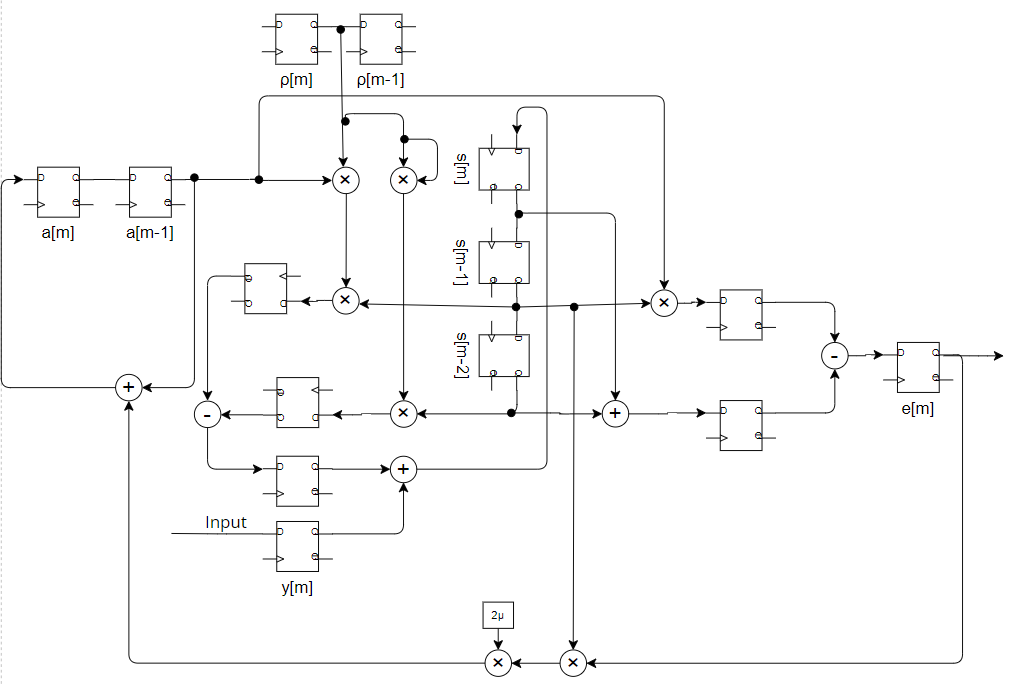 D Q
Q
D Q
Q
ρ[m]
ρ[m-1]
D Q
Q
D Q
Q
a[m]
a[m-1]
×
×
D
Q
Q
s[m]
D
Q
Q
s[m-1]
D
Q
Q
s[m-2]
Q
Q D
×
×
D Q
Q
-
D Q
Q
e[m]
+
-
Q
Q D
×
+
D Q
Q
D Q
Q
+
Input
D Q
Q
y[m]
2μ
×
×